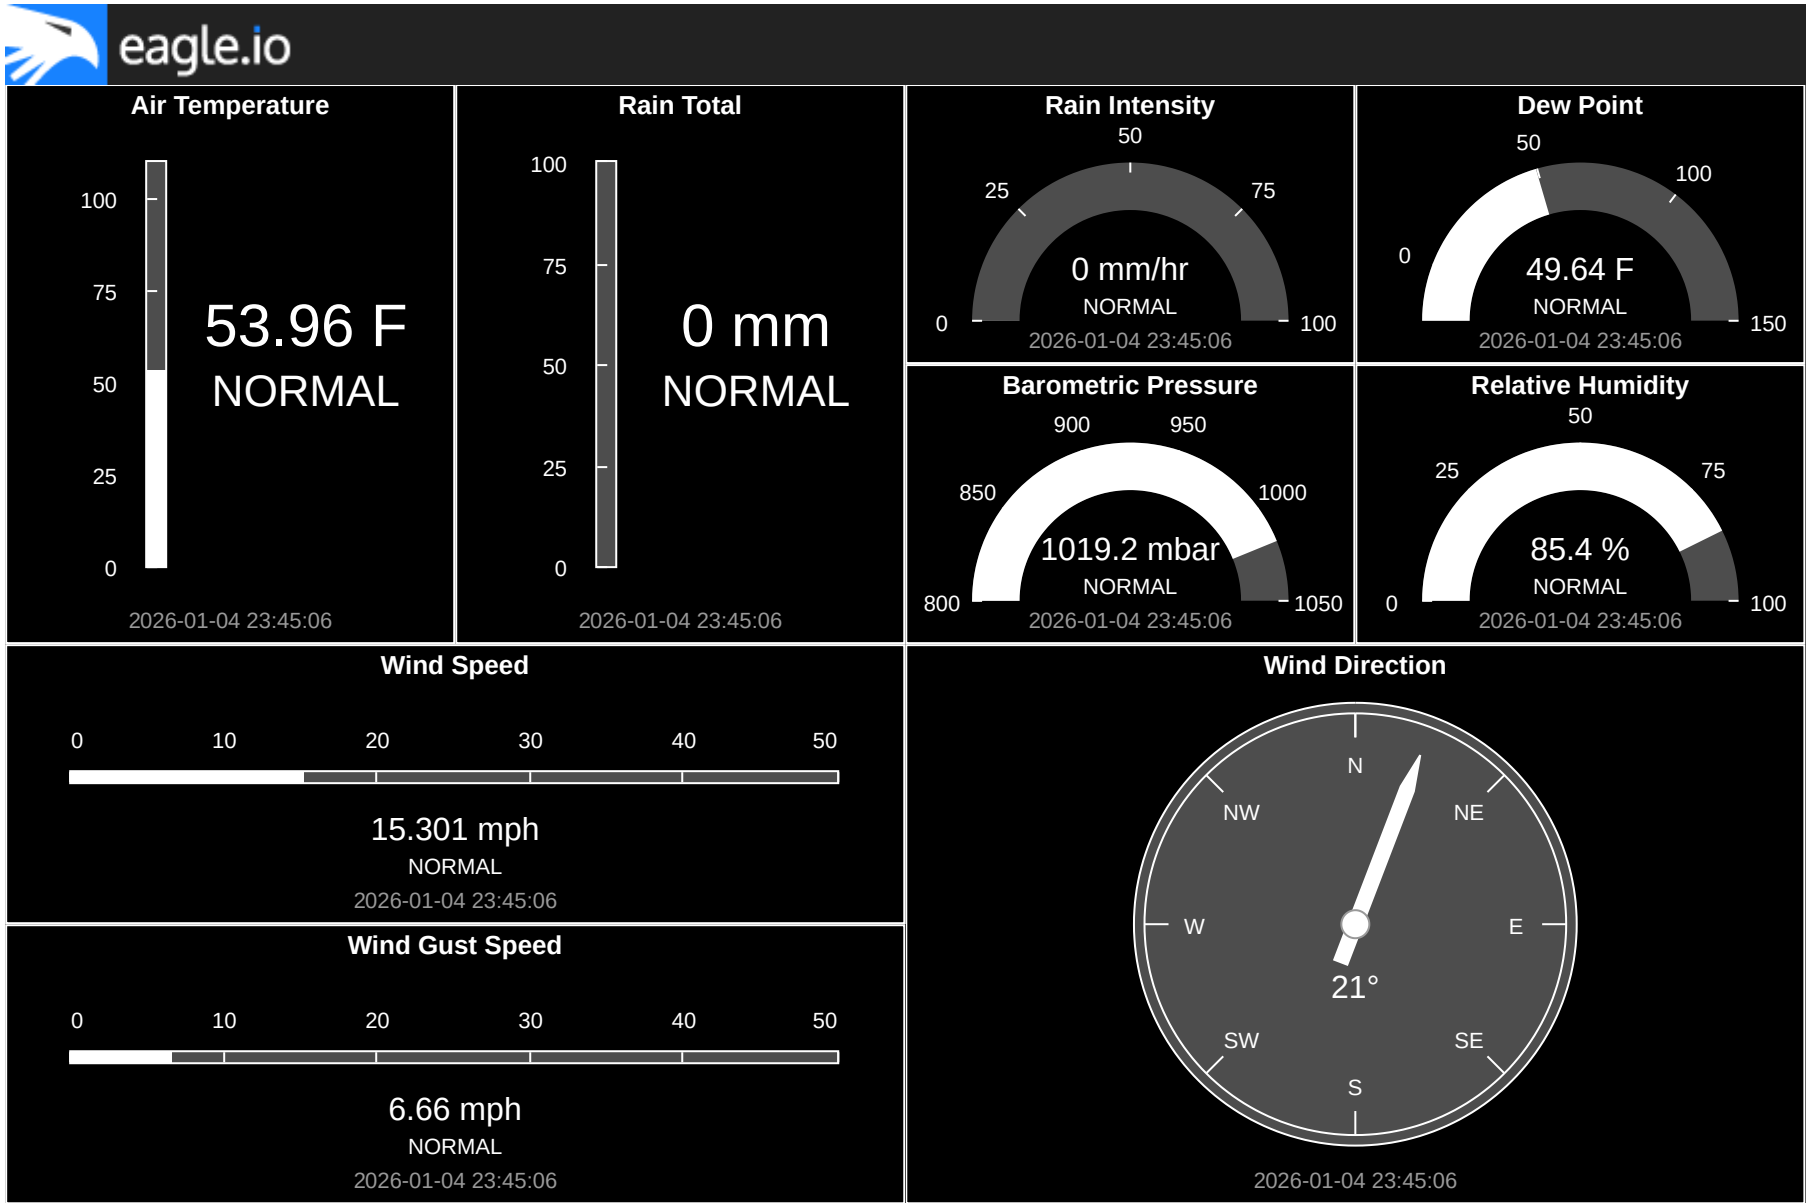 eagle.io
Air Temperature
100
75
50
25
0
53.96 F
NORMAL
2026-01-04 23:45:06
Rain Total
100
75
50
25
0
0 mm
NORMAL
2026-01-04 23:45:06
Rain Intensity
50
25
75
0
100
0 mm/hr
NORMAL
2026-01-04 23:45:06
Dew Point
50
100
0
150
49.64 F
NORMAL
2026-01-04 23:45:06
Barometric Pressure
900
950
850
1000
800
1050
1019.2 mbar
NORMAL
2026-01-04 23:45:06
Relative Humidity
50
25
75
0
100
85.4 %
NORMAL
2026-01-04 23:45:06
Wind Speed
0 10 20 30 40 50
15.301 mph
NORMAL
2026-01-04 23:45:06
Wind Gust Speed
0 10 20 30 40 50
6.66 mph
NORMAL
2026-01-04 23:45:06
Wind Direction
N
NW
NE
W
E
21°
SW
SE
S
2026-01-04 23:45:06